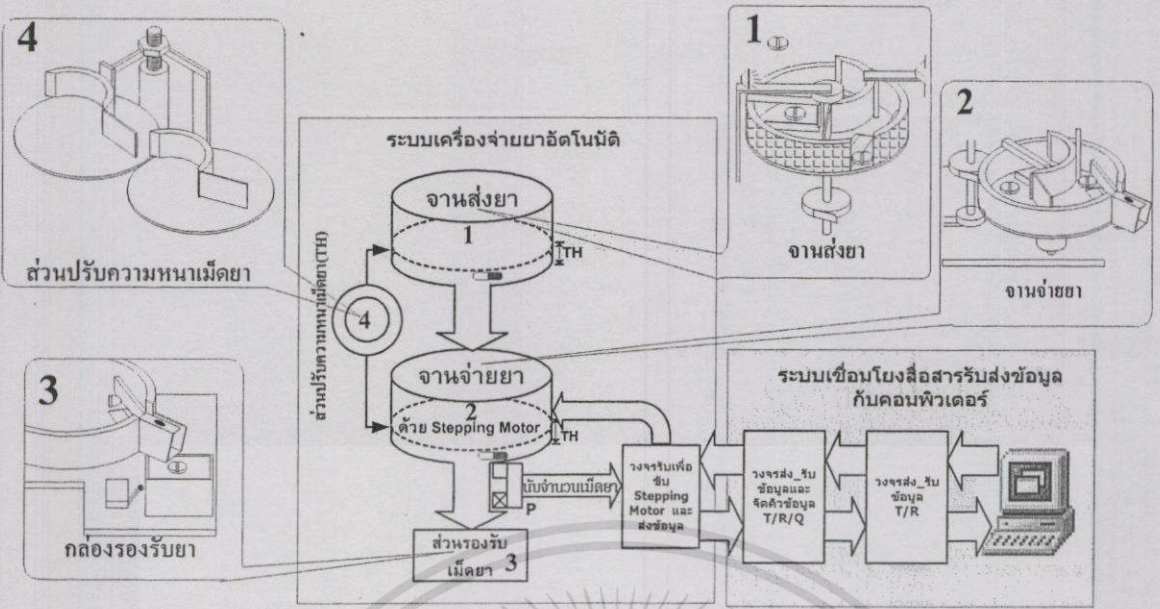 4
ส่วนปรับความหนาเม็ดยา
1
จานส่งยา
2
จานจ่ายยา
3
กล่องรองรับยา
ระบบเครื่องจ่ายยาอัตโนมัติ
จานส่งยา
1
TH
ส่วนปรับความหนาเม็ดยา(TH)
4
จานจ่ายยา
2
ด้วย Stepping Motor
TH
นับจำนวนเม็ดยา
P
ส่วนรองรับ
เม็ดยา 3
วงจรรับเพื่อ
ขับ
Stepping
Motor และ
ส่งข้อมูล
ระบบเชื่อมโยงสื่อสารรับส่งข้อมูล
กับคอมพิวเตอร์
วงจรส่ง_รับ
ข้อมูลและ
จัดคิวข้อมูล
T/R/Q
วงจรส่ง_รับ
ข้อมูล
T/R